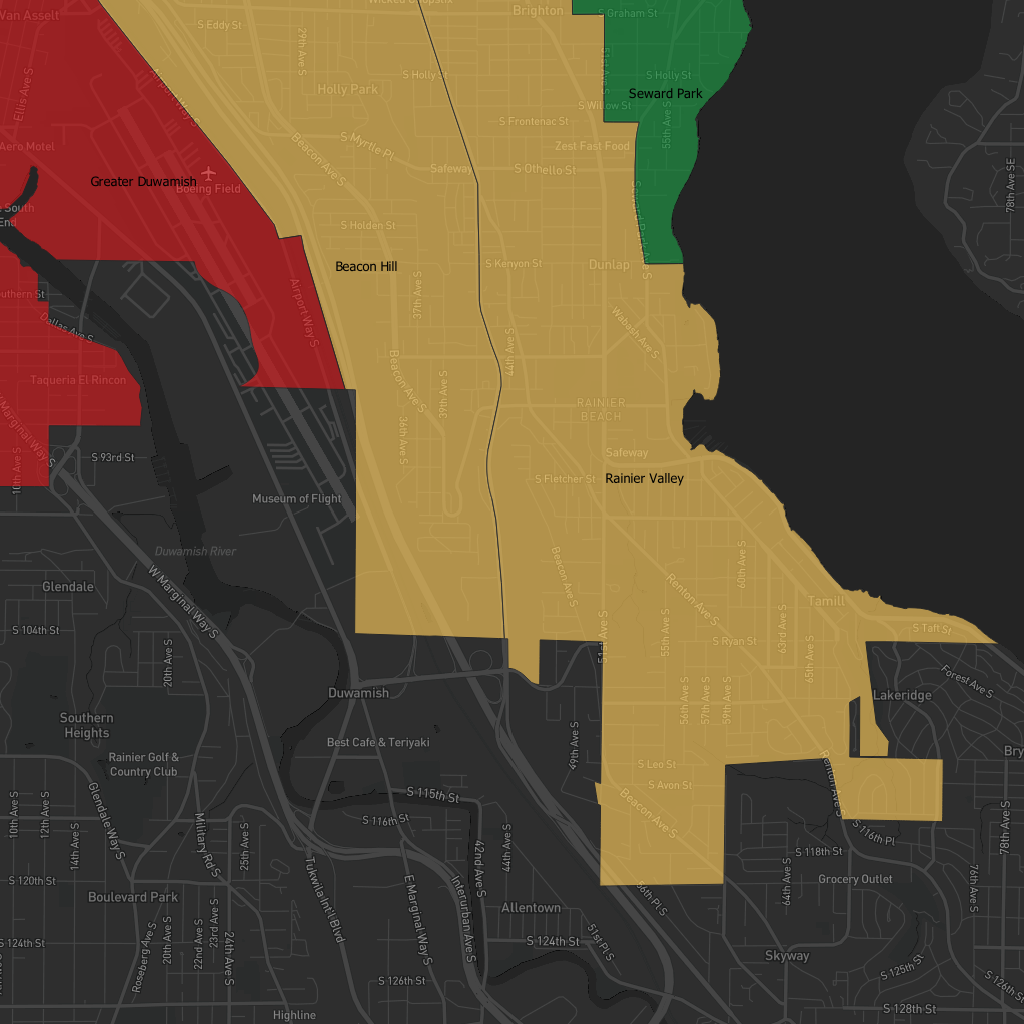 Brighton
S Graham St
Van Asselt
S Eddy St
29th Ave S
S Holly St
S Holly St
Holly Park
Seward Park
Ellis Ave S
Airport Way S
S Willow St
S Frontenac St
55th Ave S
S Myrtle Pl
Beacon Ave S
Zest Fast Food
Aero Motel
Safeway
S Othello St
78th Ave SE
Greater Duwamish
Boeing Field
South
End
S Holden St
Beacon Hill
S Kenyon St
Dunlap
37th Ave S
Airport Way S
Dallas Ave S
Wabash Ave S
44th Ave S
Taqueria El Rincon
Beacon Ave S
39th Ave S
RAINIER
BEACH
36th Ave S
W Marginal Way S
S 93rd St
10th Ave S
Safeway
S Fletcher St
Rainier Valley
Museum of Flight
Duwamish River
Glendale
W Marginal Way S
Beacon Ave S
60th Ave S
Renton Ave S
Tamill
S 104th St
S Taft St
51st Ave S
55th Ave S
S Ryan St
63rd Ave S
65th Ave S
20th Ave S
Forest Ave S
Duwamish
Lakeridge
56th Ave S
57th Ave S
59th Ave S
Southern
Heights
Best Cafe & Teriyaki
49th Ave S
Rainier Golf &
Country Club
S Leo St
S Avon St
Renton Ave S
Bry
10th Ave S
12th Ave S
14th Ave S
Glendale Way S
S 115th St
S 116th St
Beacon Ave S
S 116th Pl
78th Ave S
Military Rd S
25th Ave S
44th Ave S
42nd Ave S
S 118th St
64th Ave S
76th Ave S
Grocery Outlet
S 120th St
Boulevard Park
Tukwila Int'l Blvd
E Marginal Way S
Interurban Ave S
56th Pl S
Allentown
S 124th St
Roseberg Ave S
20th Ave S
22nd Ave S
23rd Ave S
24th Ave S
S 124th St
51st Pl S
Skyway
S 125th St
S 126th St
S 126th St
Highline
S 128th St